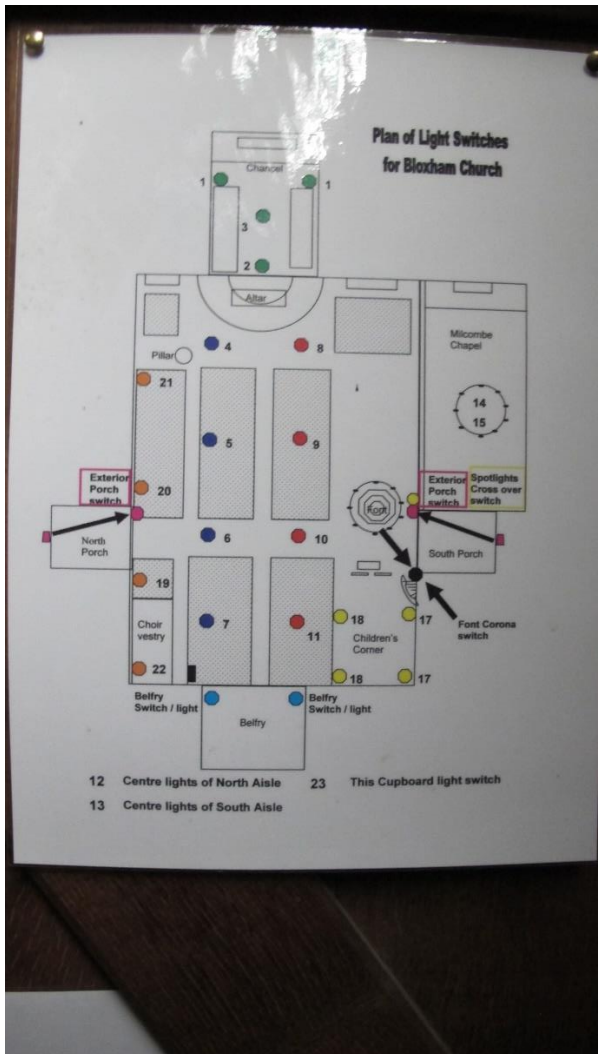 Plan of Light Switches
for Bloxham Church
Chancel
1
1
3
2
Altar
Milcombe
Chapel
Pillar
4
8
21
14
15
5
9
Exterior
Porch
switch
20
Exterior
Porch
switch
Spotlights
Cross over
switch
Font
North
Porch
6
10
South Porch
19
Choir
vestry
7
11
18
Children's
Corner
17
Font Corona
switch
22
18
17
Belfry
Switch / light
Belfry
Belfry
Switch / light
12 Centre lights of North Aisle 23 This Cupboard light switch
13 Centre lights of South Aisle